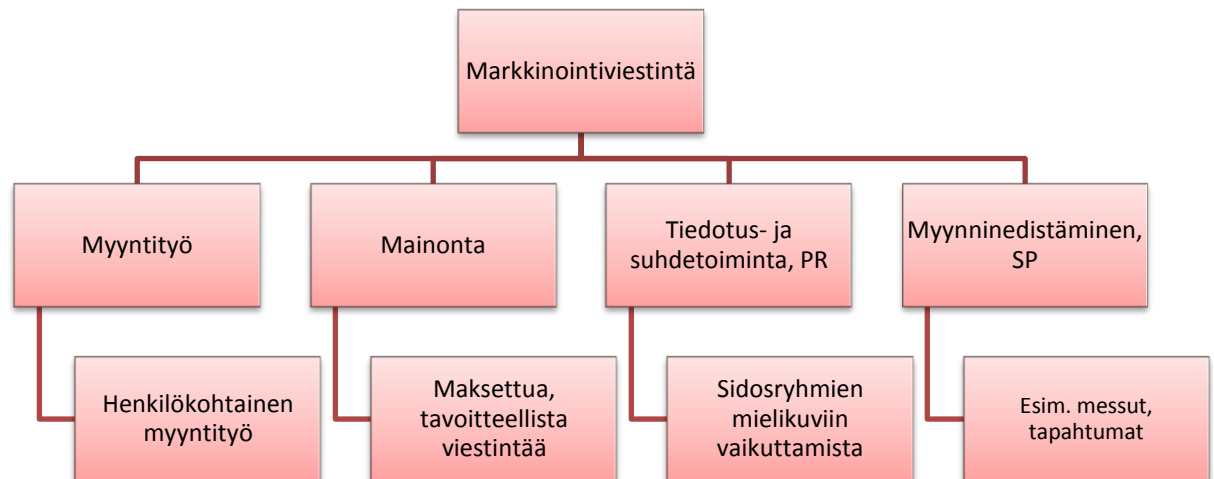 Markkinointiviestintä
Myyntityö
Mainonta
Tiedotus- ja
suhdetoiminta, PR
Myynninedistäminen,
SP
Henkilökohtainen
myyntityö
Maksettua,
tavoitteellista
viestintää
Sidosryhmien
mielikuviin
vaikuttamista
Esim. messut,
tapahtumat